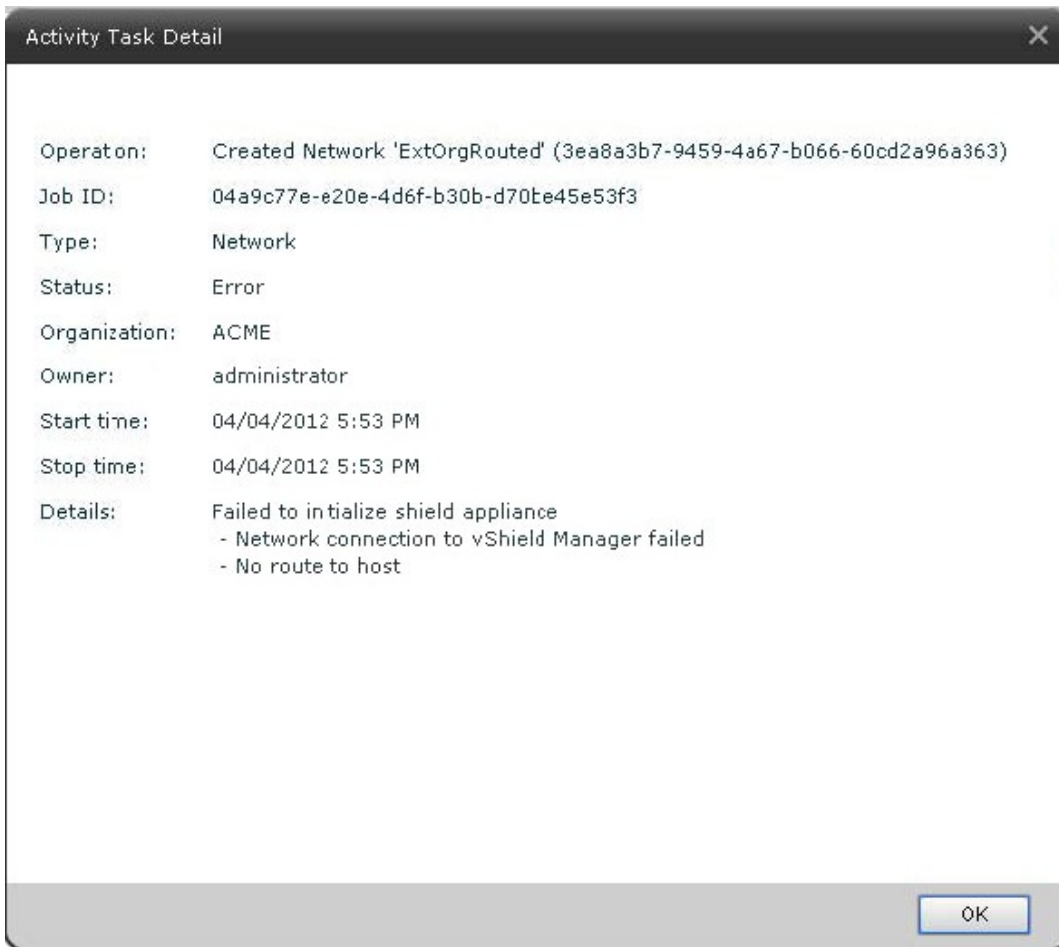 Activity Task Detail
Operaton: Created Network 'ExtOrgRouted' (3ea8a3b7-9459-4a67-b066-60cd2a96a363)
Job ID: 04a9c77e-e20e-4d6f-b30b-d70be45e53f3
Type: Network
Status: Error
Organization: ACME
Owner: administrator
Start time: 04/04/2012 5:53 PM
Stop time: 04/04/2012 5:53 PM
Details: Failed to intialize shield appliance
- Network connection to vShield Manager failed
- No route to host
OK